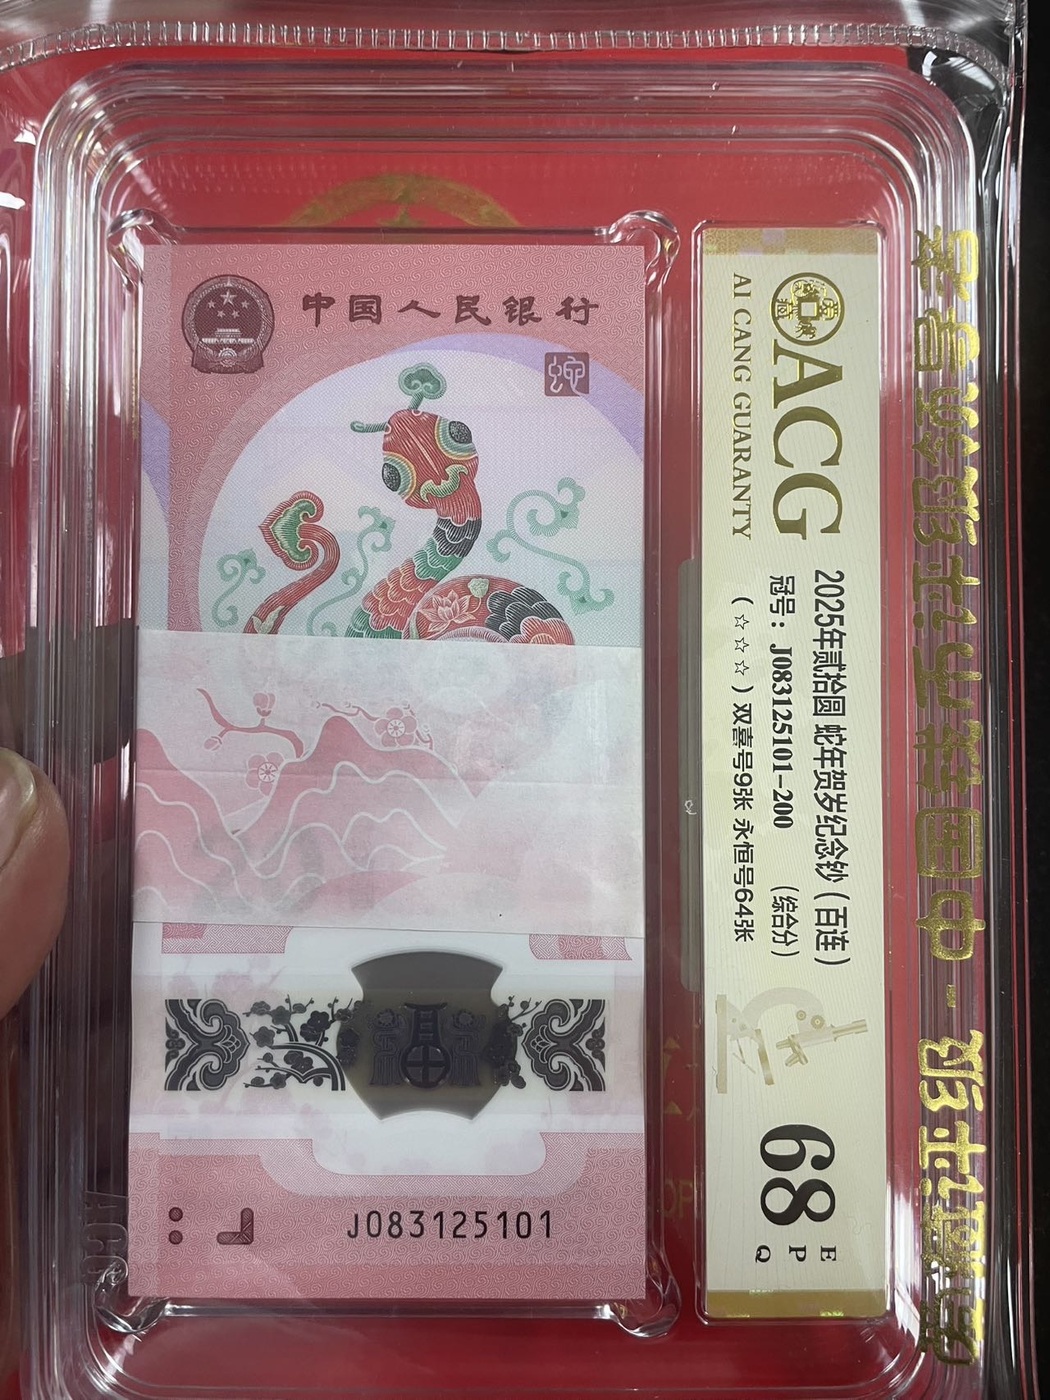 中国人民银行
蛇
J083125101
ACG
AI CANG GUARANTY
2025年贰拾圆 蛇年贺岁纪念钞（百连）
冠号：J083125101-200 （综合分）
（☆☆☆）双喜号9张 永恒号64张
68
E
P
Q